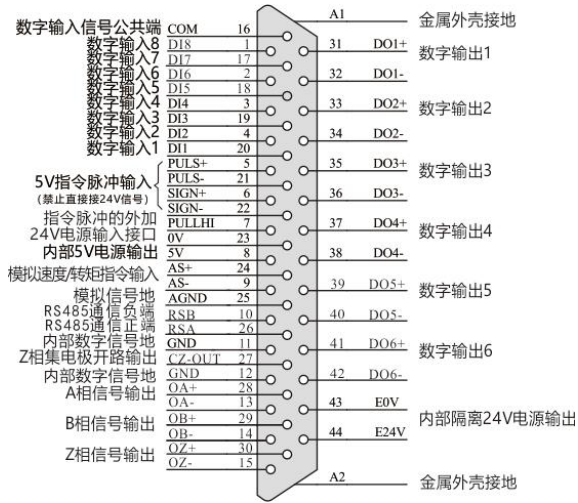 A1 金属外壳接地
数字输入信号公共端 COM 16
数字输入8 DI8 1
31 DO1+
数字输出1
数字输入7 DI7 17
数字输入6 DI6 2
32 DO1-
数字输入5 DI5 18
数字输入4 DI4 3
33 DO2+
数字输出2
数字输入3 DI3 19
数字输入2 DI2 4
34 DO2-
数字输入1 DI1 20
PULS+ 5
35 DO3+
数字输出3
5V指令脉冲输入
(禁止直接接24V信号)
PULS- 21
SIGN+ 6
36 DO3-
SIGN- 22
指令脉冲的外加
24V电源输入接口
PULLHI 7
37 DO4+
数字输出4
0V 23
内部5V电源输出 5V 8
38 DO4-
模拟速度/转矩指令输入
AS+ 24
AS- 9
39 DO5+
数字输出5
模拟信号地 AGND 25
RS485通信负端 RSB 10
40 DO5-
RS485通信正端 RSA 26
内部数字信号地 GND 11
41 DO6+
数字输出6
Z相集电极开路输出 CZ-OUT 27
内部数字信号地 GND 12
42 DO6-
A相信号输出
OA+ 28
OA- 13
43 E0V
内部隔离24V电源输出
B相信号输出
OB+ 29
OB- 14
44 E24V
Z相信号输出
OZ+ 30
OZ- 15
A2 金属外壳接地